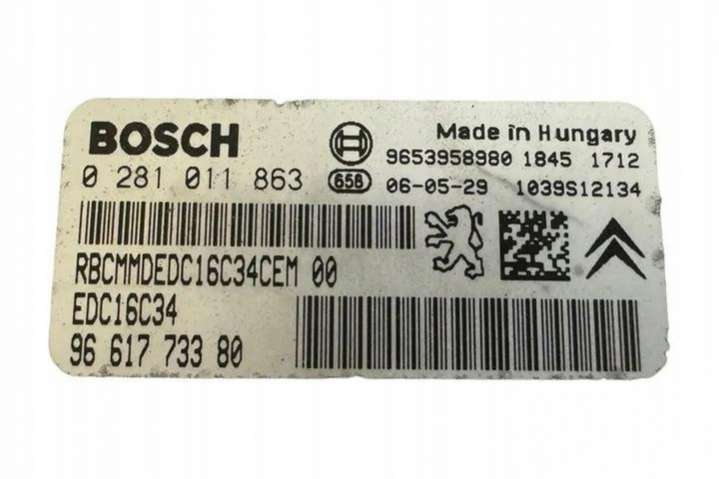 BOSCH
Made in Hungary
9653958980 1845 1712
0 281 011 863
658
06-05-29 1039S12134
RBCMMDEDC16C34CEM 00
EDC16C34
96 617 733 80